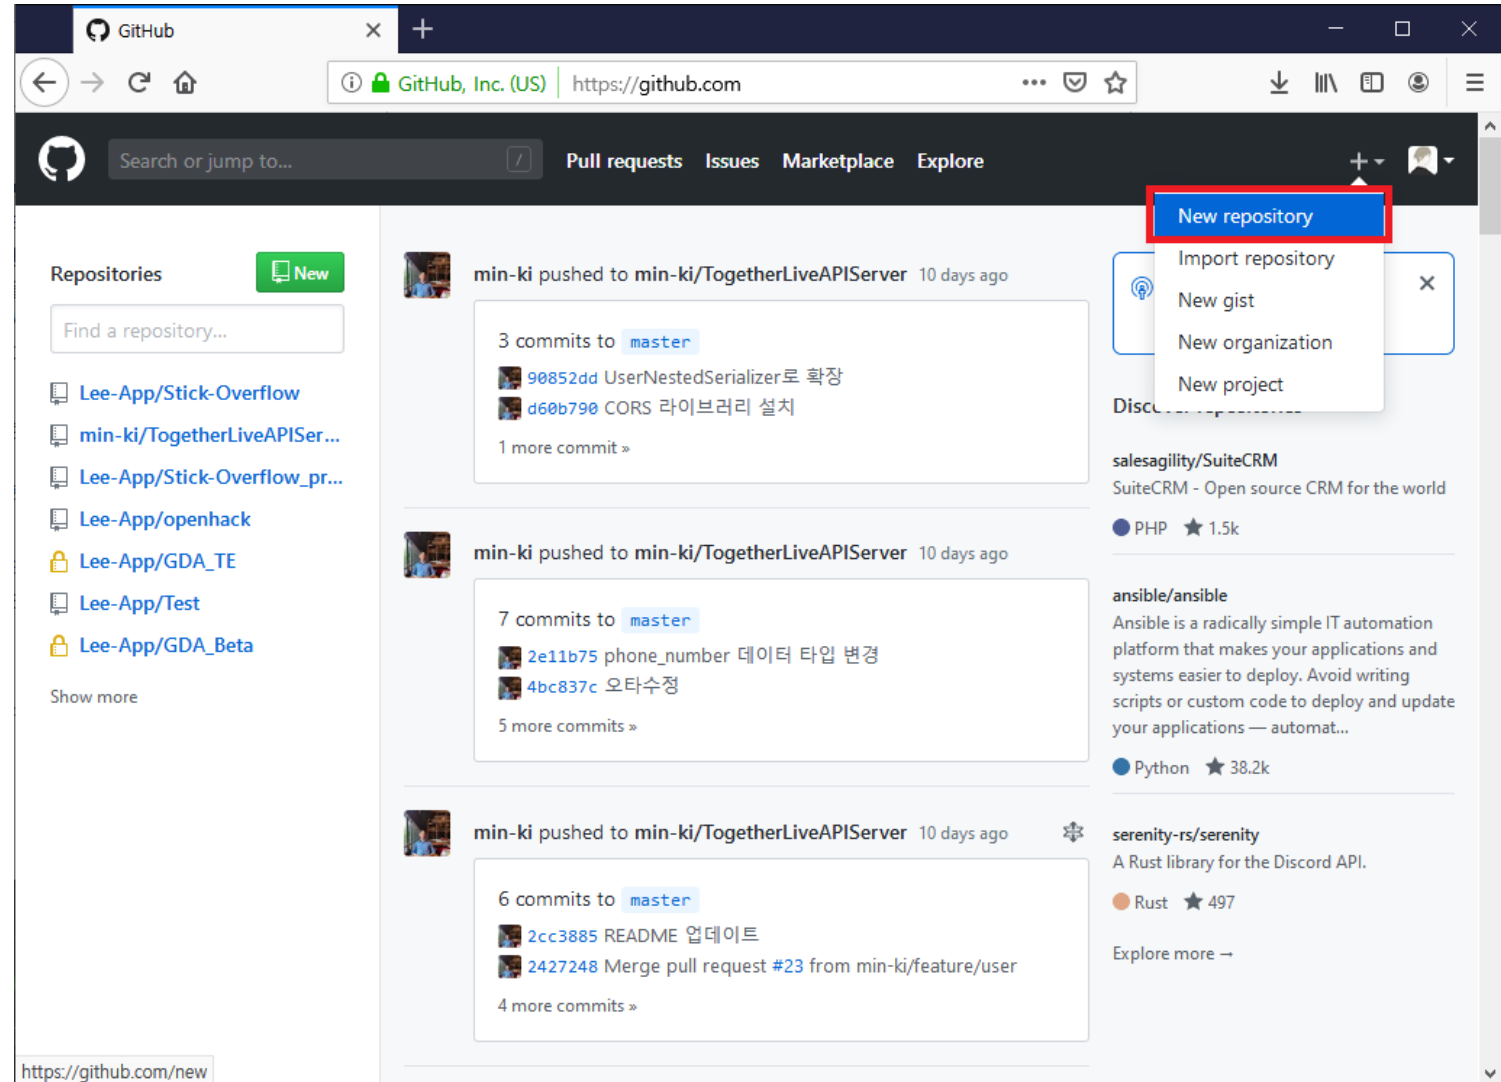 GitHub
GitHub, Inc. (US) https://github.com
Search or jump to... / Pull requests Issues Marketplace Explore
New repository
Import repository
New gist
New organization
New project
Repositories New
Find a repository...
Lee-App/Stick-Overflow
min-ki/TogetherLiveAPISer...
Lee-App/Stick-Overflow_pr...
Lee-App/openhack
Lee-App/GDA_TE
Lee-App/Test
Lee-App/GDA_Beta
Show more
min-ki pushed to min-ki/TogetherLiveAPIServer 10 days ago
3 commits to master
90852dd UserNestedSerializer로 확장
d60b790 CORS 라이브러리 설치
1 more commit »
min-ki pushed to min-ki/TogetherLiveAPIServer 10 days ago
7 commits to master
2e11b75 phone_number 데이터 타입 변경
4bc837c 오타수정
5 more commits »
min-ki pushed to min-ki/TogetherLiveAPIServer 10 days ago
6 commits to master
2cc3885 README 업데이트
2427248 Merge pull request #23 from min-ki/feature/user
4 more commits »
Discover repositories
salesagility/SuiteCRM
SuiteCRM - Open source CRM for the world
PHP 1.5k
ansible/ansible
Ansible is a radically simple IT automation
platform that makes your applications and
systems easier to deploy. Avoid writing
scripts or custom code to deploy and update
your applications — automat...
Python 38.2k
serenity-rs/serenity
A Rust library for the Discord API.
Rust 497
Explore more →
https://github.com/new